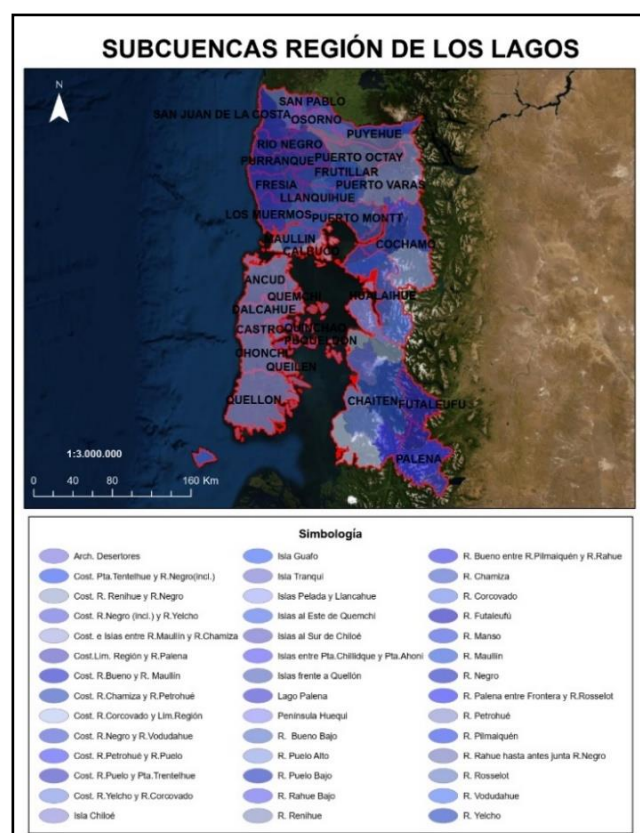 SUBCUENCAS REGIÓN DE LOS LAGOS
N
SAN PABLO
SAN JUAN DE LA COSTA
OSORNO
PUYEHUE
RIO NEGRO
PURRANQUE
PUERTO OCTAY
FRUTILLAR
FRESIA
PUERTO VARAS
LLANQUIHUE
LOS MUERMOS
PUERTO MONTT
MAULLIN
COCHAMO
CALBUCO
ANCUD
QUEMCHI
HUALAIHUE
DALCAHUE
CASTRO
QUINCHAO
PUQUELDON
CHONCHI
QUEILEN
QUELLON
CHAITEN
FUTALEUFU
PALENA
1:3.000.000
0 40 80 160 Km
Simbología
Arch. Desertores
Cost. Pta.Tentelhue y R.Negro(incl.)
Cost. R. Renihue y R.Negro
Cost. R.Negro (incl.) y R.Yelcho
Cost. e Islas entre R.Maullín y R.Chamiza
Cost.Lim. Región y R.Palena
Cost. R.Bueno y R. Maullín
Cost. R.Chamiza y R.Petrohué
Cost. R.Corcovado y Lim.Región
Cost. R.Negro y R.Vodudahue
Cost. R.Petrohué y R.Puelo
Cost. R.Puelo y Pta.Trentelhue
Cost. R.Yelcho y R.Corcovado
Isla Chiloé
Isla Guafo
Isla Tranqui
Islas Pelada y Llancahue
Islas al Este de Quemchi
Islas al Sur de Chiloé
Islas entre Pta.Chillidque y Pta.Ahoni
Islas frente a Quellón
Lago Palena
Península Huequi
R. Bueno Bajo
R. Puelo Alto
R. Puelo Bajo
R. Rahue Bajo
R. Renihue
R. Bueno entre R.Pilmaiquén y R.Rahue
R. Chamiza
R. Corcovado
R. Futaleufú
R. Manso
R. Maullín
R. Negro
R. Palena entre Frontera y R.Rosselot
R. Petrohué
R. Pilmaiquén
R. Rahue hasta antes junta R.Negro
R. Rosselot
R. Vodudahue
R. Yelcho